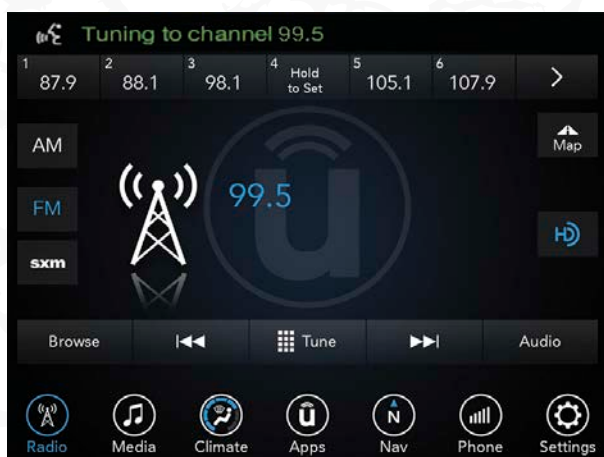 Tuning to channel 99.5
1 87.9 2 88.1 3 98.1 4 Hold to Set 5 105.1 6 107.9
AM
Map
99.5
FM
HD
sxm
Browse Tune Audio
Radio Media Climate Apps N Nav Phone Settings